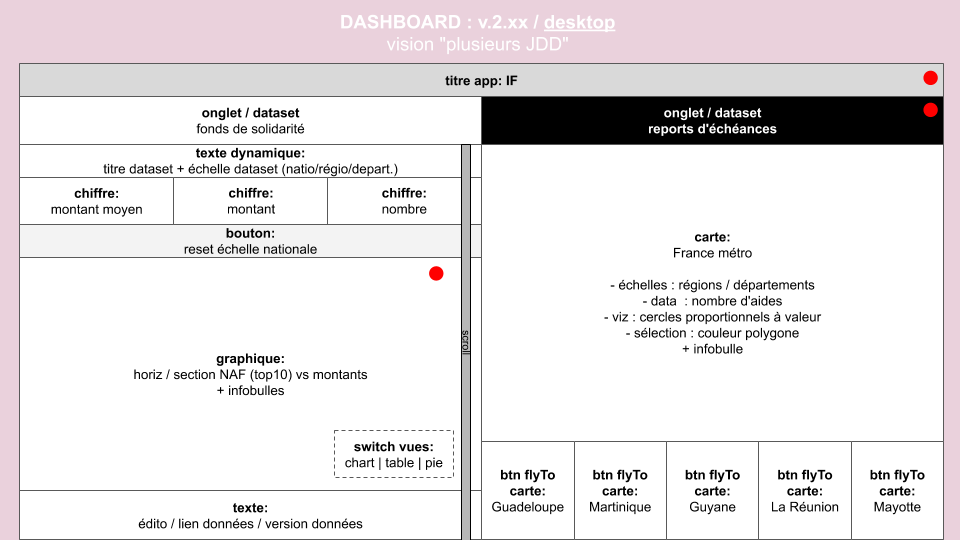 DASHBOARD : v.2.xx / desktop
vision "plusieurs JDD"
titre app: IF
onglet / dataset
fonds de solidarité
onglet / dataset
reports d'échéances
texte dynamique:
titre dataset + échelle dataset (natio/régio/depart.)
chiffre:
montant moyen
chiffre:
montant
chiffre:
nombre
bouton:
reset échelle nationale
graphique:
horiz / section NAF (top10) vs montants
+ infobulles
switch vues:
chart | table | pie
texte:
édito / lien données / version données
scroll
carte:
France métro
- échelles : régions / départements
- data : nombre d'aides
- viz : cercles proportionnels à valeur
- sélection : couleur polygone
+ infobulle
btn flyTo
carte:
Guadeloupe
btn flyTo
carte:
Martinique
btn flyTo
carte:
Guyane
btn flyTo
carte:
La Réunion
btn flyTo
carte:
Mayotte